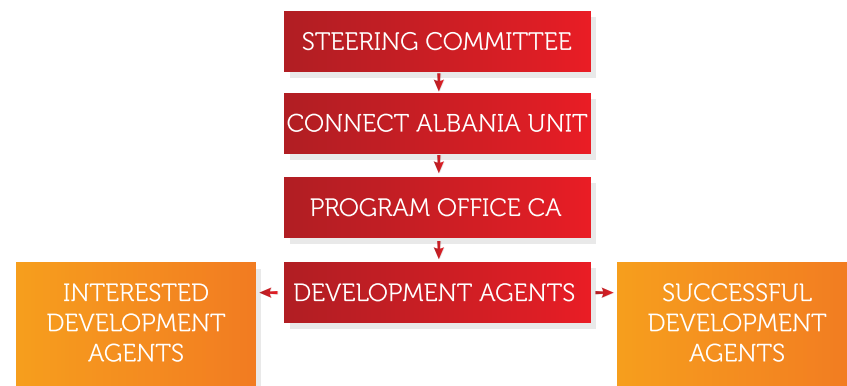 STEERING COMMITTEE
CONNECT ALBANIA UNIT
PROGRAM OFFICE CA
DEVELOPMENT AGENTS
INTERESTED
DEVELOPMENT
AGENTS
SUCCESSFUL
DEVELOPMENT
AGENTS